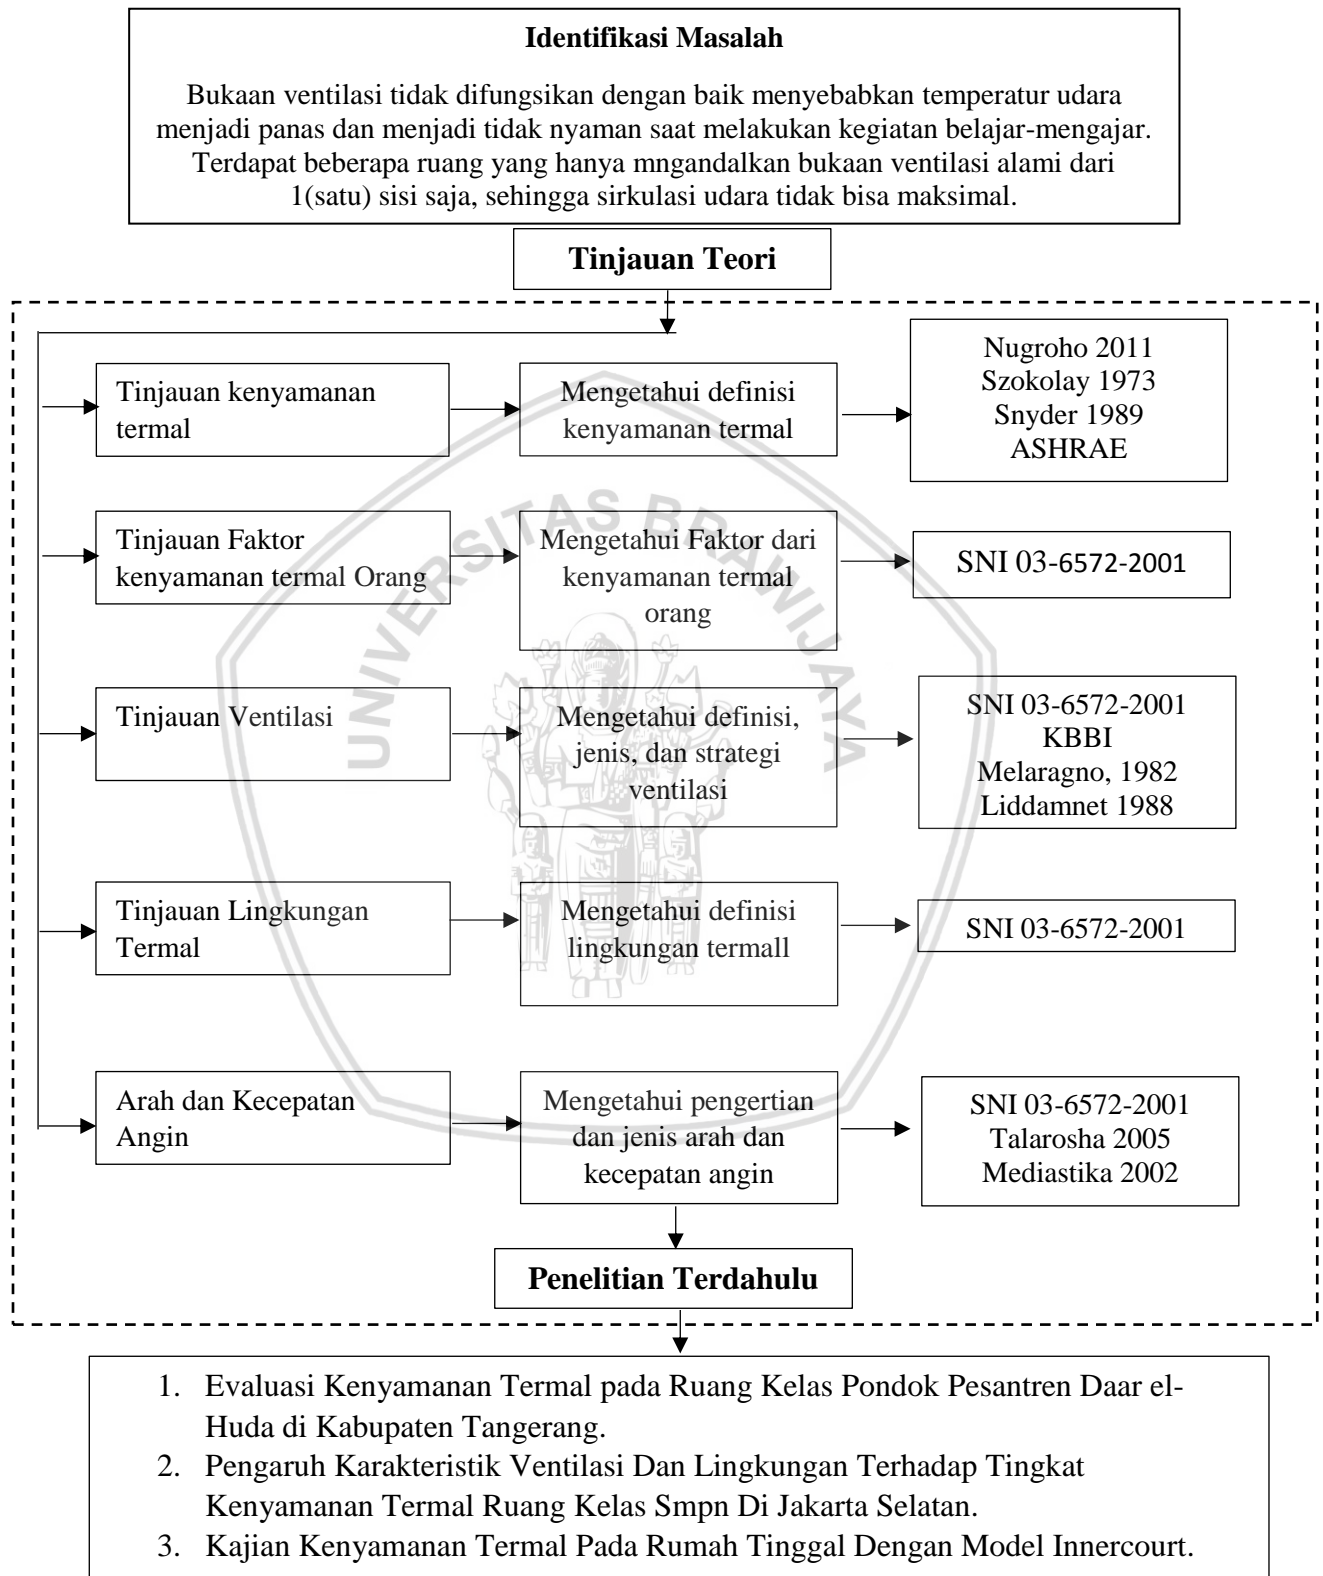 Identifikasi Masalah
Bukaan ventilasi tidak difungsikan dengan baik menyebabkan temperatur udara
menjadi panas dan menjadi tidak nyaman saat melakukan kegiatan belajar-mengajar.
Terdapat beberapa ruang yang hanya mngandalkan bukaan ventilasi alami dari
1(satu) sisi saja, sehingga sirkulasi udara tidak bisa maksimal.
Tinjauan Teori
Tinjauan kenyamanan
termal
Mengetahui definisi
kenyamanan termal
Nugroho 2011
Szokolay 1973
Snyder 1989
ASHRAE
Tinjauan Faktor
kenyamanan termal Orang
Mengetahui Faktor dari
kenyamanan termal
orang
SNI 03-6572-2001
Tinjauan Ventilasi
Mengetahui definisi,
jenis, dan strategi
ventilasi
SNI 03-6572-2001
KBBI
Melaragno, 1982
Liddamnet 1988
Tinjauan Lingkungan
Termal
Mengetahui definisi
lingkungan termall
SNI 03-6572-2001
Arah dan Kecepatan
Angin
Mengetahui pengertian
dan jenis arah dan
kecepatan angin
SNI 03-6572-2001
Talarosha 2005
Mediastika 2002
Penelitian Terdahulu
1. Evaluasi Kenyamanan Termal pada Ruang Kelas Pondok Pesantren Daar el-
Huda di Kabupaten Tangerang.
2. Pengaruh Karakteristik Ventilasi Dan Lingkungan Terhadap Tingkat
Kenyamanan Termal Ruang Kelas Smpn Di Jakarta Selatan.
3. Kajian Kenyamanan Termal Pada Rumah Tinggal Dengan Model Innercourt.
UNIVERSITAS BRAWIJAYA